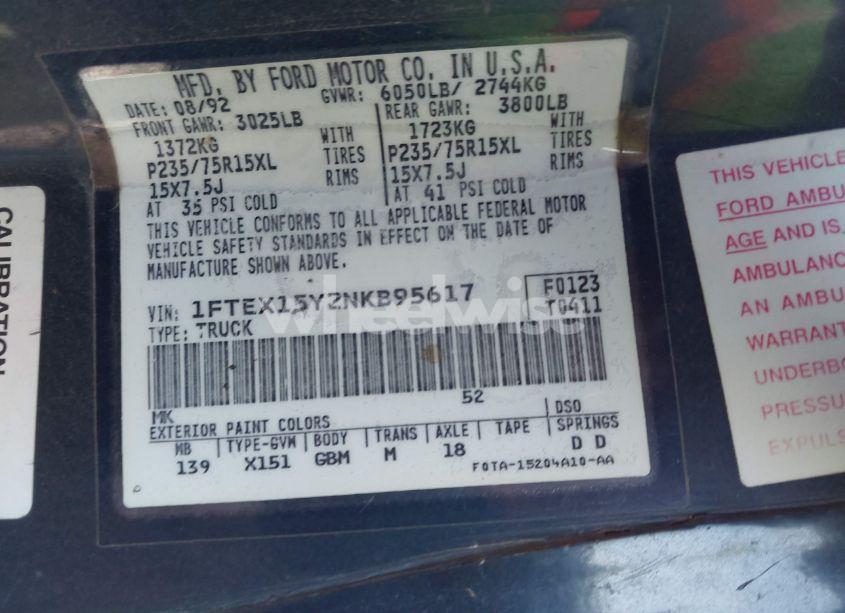 MFD. BY FORD MOTOR CO. IN U.S.A.
DATE: 08/92 GVWR: 6050LB/ 2744KG
FRONT GAWR: 3025LB REAR GAWR: 3800LB
1372KG WITH 1723KG WITH
P235/75R15XL TIRES P235/75R15XL TIRES
15X7.5J RIMS 15X7.5J RIMS
AT 35 PSI COLD AT 41 PSI COLD
THIS VEHICLE CONFORMS TO ALL APPLICABLE FEDERAL MOTOR
VEHICLE SAFETY STANDARDS IN EFFECT ON THE DATE OF
MANUFACTURE SHOWN ABOVE.
VIN: 1FTEX15Y2NKB95617 F0123
TYPE: TRUCK T0411
wheelwise
52
MK DSO
EXTERIOR PAINT COLORS
WB TYPE-GVW BODY TRANS AXLE TAPE SPRINGS
139 X151 GBM M 18 D D
F0TA-15204A10-AA
CALIBRATION
THIS VEHICLE
FORD AMBU
AGE AND IS
AMBULANC
AN AMBU
WARRANT
UNDERBO
PRESSU
EXPULS